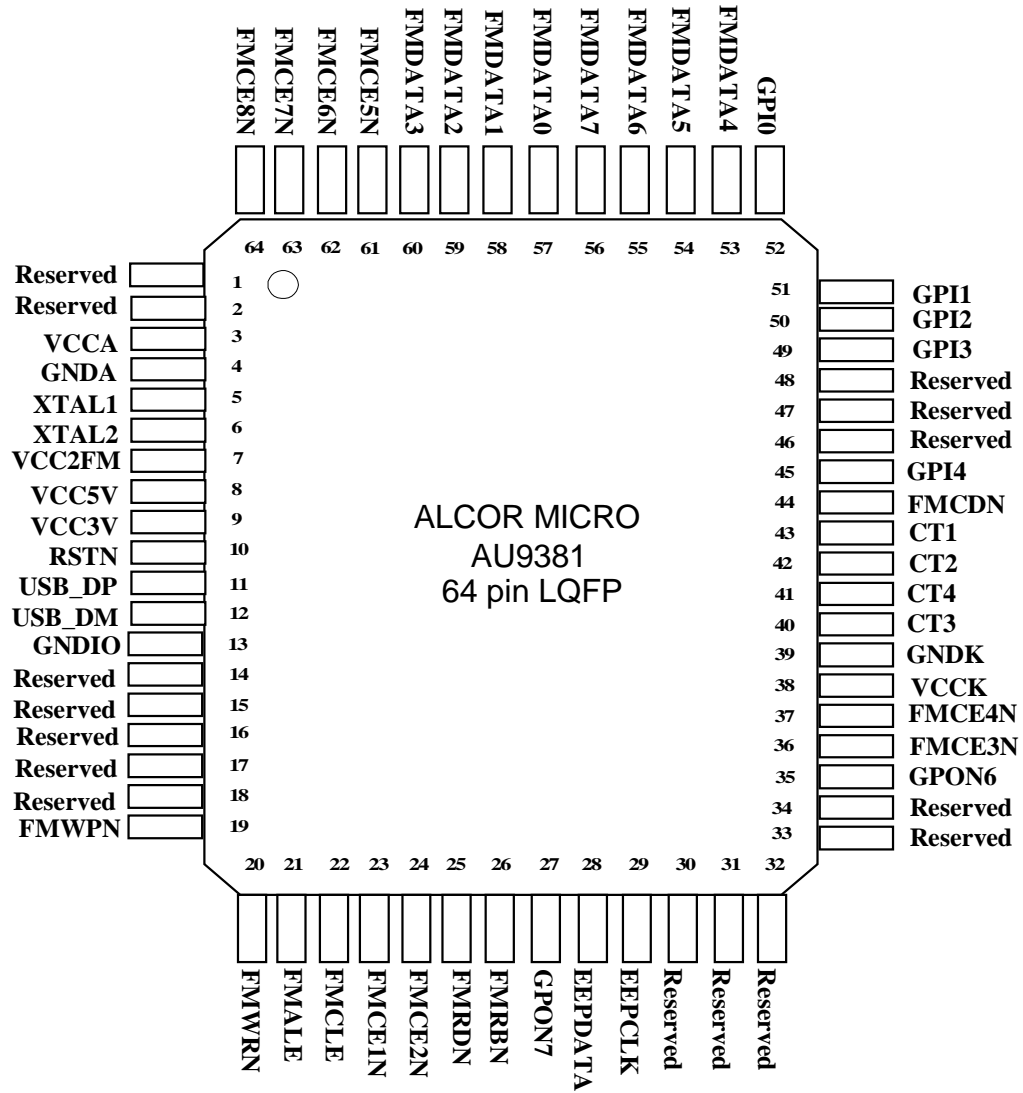 FMCE8N
FMCE7N
FMCE6N
FMCE5N
FMDATA3
FMDATA2
FMDATA1
FMDATA0
FMDATA7
FMDATA6
FMDATA5
FMDATA4
GPI0
64 63 62 61 60 59 58 57 56 55 54 53 52
Reserved 1
Reserved 2
VCCA 3
GNDA 4
XTAL1 5
XTAL2 6
VCC2FM 7
VCC5V 8
VCC3V 9
RSTN 10
USB_DP 11
USB_DM 12
GNDIO 13
Reserved 14
Reserved 15
Reserved 16
Reserved 17
Reserved 18
FMWPN 19
ALCOR MICRO
AU9381
64 pin LQFP
51 GPI1
50 GPI2
49 GPI3
48 Reserved
47 Reserved
46 Reserved
45 GPI4
44 FMCDN
43 CT1
42 CT2
41 CT4
40 CT3
39 GNDK
38 VCCK
37 FMCE4N
36 FMCE3N
35 GPON6
34 Reserved
33 Reserved
20 21 22 23 24 25 26 27 28 29 30 31 32
FMWRN
FMALE
FMCLE
FMCE1N
FMCE2N
FMRDN
FMRBN
GPON7
EEPDATA
EEPCLK
Reserved
Reserved
Reserved